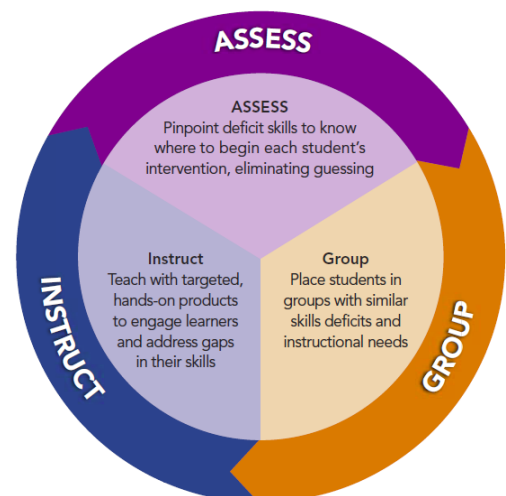 ASSESS
ASSESS
Pinpoint deficit skills to know
where to begin each student's
intervention, eliminating guessing
Instruct
Teach with targeted,
hands-on products
to engage learners
and address gaps
in their skills
Group
Place students in
groups with similar
skills deficits and
instructional needs
INSTRUCT
GROUP